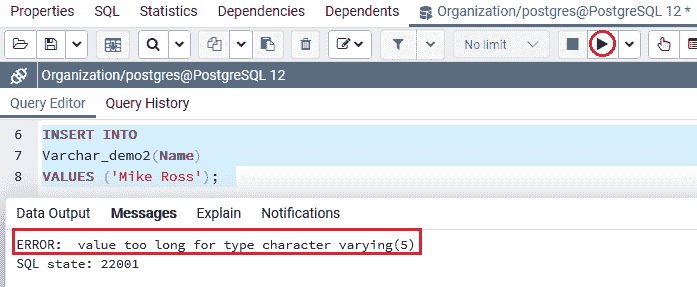 Properties SQL Statistics Dependencies Dependents Organization/postgres@PostgreSQL 12 *
No limit
Organization/postgres@PostgreSQL 12
Query Editor Query History
6 INSERT INTO
7 Varchar_demo2(Name)
8 VALUES ('Mike Ross');
Data Output Messages Explain Notifications
ERROR: value too long for type character varying(5)
SQL state: 22001